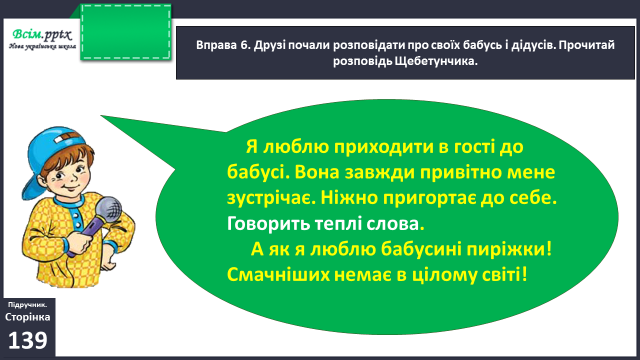 Всім.pptx
Нова українська школа
Вправа 6. Друзі почали розповідати про своїх бабусь і дідусів. Прочитай
розповідь Щебетунчика.
Я люблю приходити в гості до
бабусі. Вона завжди привітно мене
зустрічає. Ніжно пригортає до себе.
Говорить теплі слова.
А як я люблю бабусині пиріжки!
Смачніших немає в цілому світі!
Підручник.
Сторінка
139